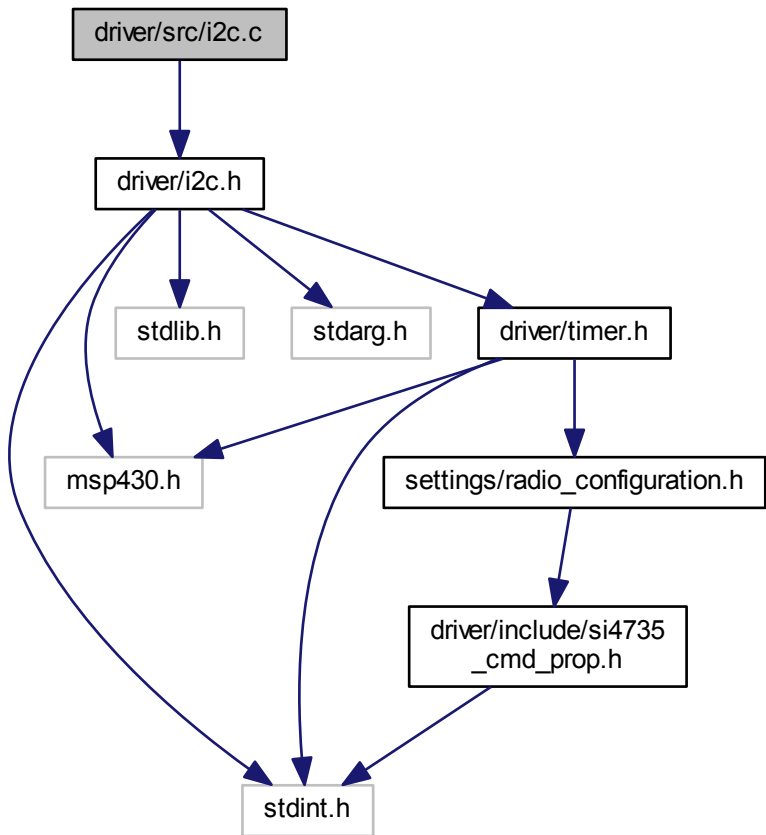 driver/src/i2c.c
driver/i2c.h
stdlib.h
stdarg.h
driver/timer.h
msp430.h
settings/radio_configuration.h
driver/include/si4735
_cmd_prop.h
stdint.h